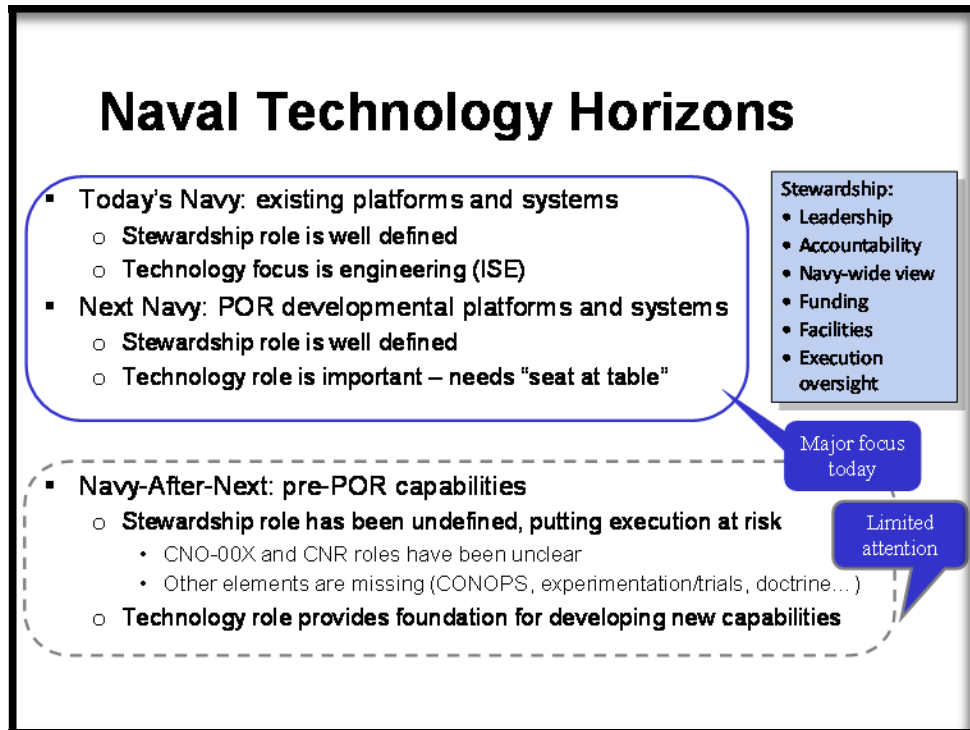 Naval Technology Horizons
▪ Today's Navy: existing platforms and systems
o Stewardship role is well defined
o Technology focus is engineering (ISE)
▪ Next Navy: POR developmental platforms and systems
o Stewardship role is well defined
o Technology role is important – needs “seat at table”
Stewardship:
• Leadership
• Accountability
• Navy-wide view
• Funding
• Facilities
• Execution
oversight
Major focus
today
▪ Navy-After-Next: pre-POR capabilities
o Stewardship role has been undefined, putting execution at risk
• CNO-00X and CNR roles have been unclear
• Other elements are missing (CONOPS, experimentation/trials, doctrine...)
o Technology role provides foundation for developing new capabilities
Limited
attention